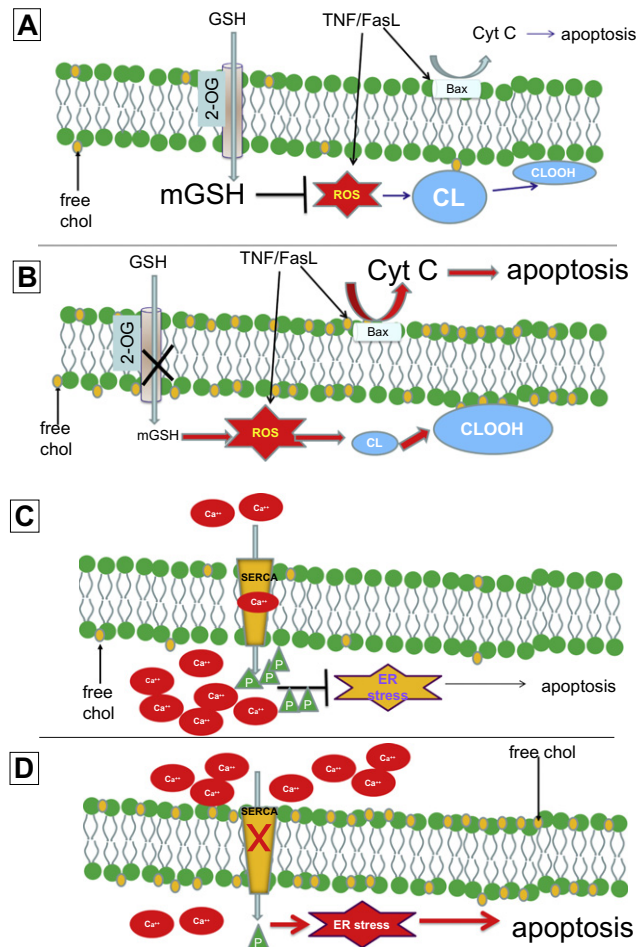 A
GSH
TNF/FasL
Cyt C
apoptosis
2-OG
Bax
free
chol
mGSH
ROS
CL
CLOOH
B
GSH
TNF/FasL
Cyt C
apoptosis
2-OG
Bax
free
chol
mGSH
ROS
CL
CLOOH
C
Ca++
Ca++
SERCA
Ca++
free
chol
Ca++
Ca++
Ca++
Ca++
Ca++
Ca++
P
P
P
P
P
P
ER
stress
apoptosis
D
Ca++
Ca++
Ca++
Ca++
Ca++
Ca++
Ca++
free chol
SERCA
X
Ca++
Ca++
P
ER stress
apoptosis